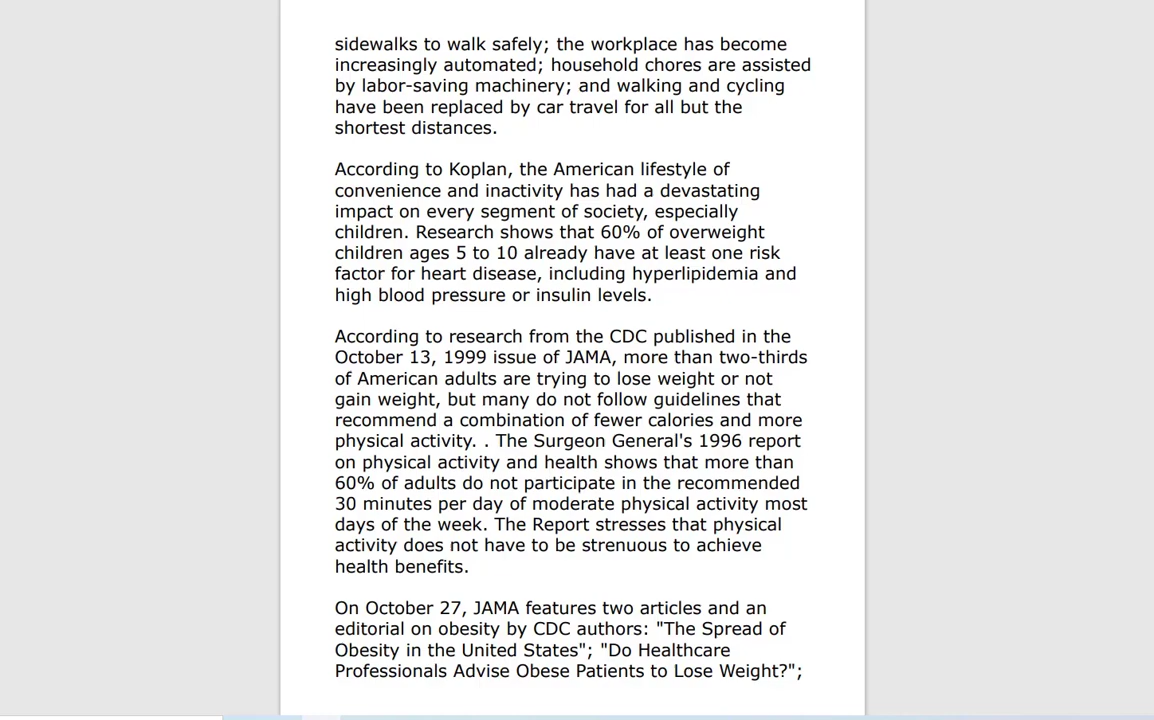 sidewalks to walk safely; the workplace has become
increasingly automated; household chores are assisted
by labor-saving machinery; and walking and cycling
have been replaced by car travel for all but the
shortest distances.
According to Koplan, the American lifestyle of
convenience and inactivity has had a devastating
impact on every segment of society, especially
children. Research shows that 60% of overweight
children ages 5 to 10 already have at least one risk
factor for heart disease, including hyperlipidemia and
high blood pressure or insulin levels.
According to research from the CDC published in the
October 13, 1999 issue of JAMA, more than two-thirds
of American adults are trying to lose weight or not
gain weight, but many do not follow guidelines that
recommend a combination of fewer calories and more
physical activity. . The Surgeon General's 1996 report
on physical activity and health shows that more than
60% of adults do not participate in the recommended
30 minutes per day of moderate physical activity most
days of the week. The Report stresses that physical
activity does not have to be strenuous to achieve
health benefits.
On October 27, JAMA features two articles and an
editorial on obesity by CDC authors: "The Spread of
Obesity in the United States"; "Do Healthcare
Professionals Advise Obese Patients to Lose Weight?";